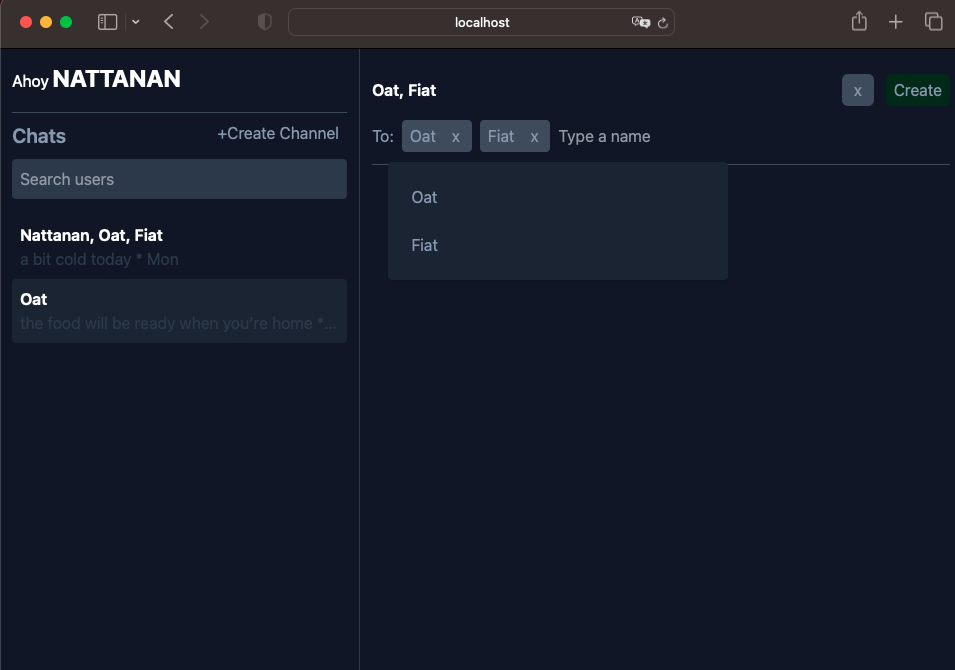 localhost
Ahoy NATTANAN
Chats
+Create Channel
Search users
Nattanan, Oat, Fiat
a bit cold today * Mon
Oat
the food will be ready when you're home *...
Oat, Fiat
x
Create
To: Oat x Fiat x Type a name
Oat
Fiat